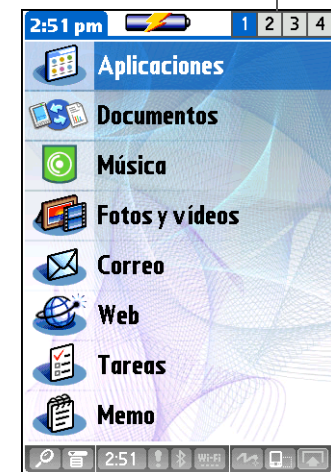 2:51 pm 1 2 3 4
Aplicaciones
Documentos
Música
Fotos y vídeos
Correo
Web
Tareas
Memo
2:51 Wi-Fi